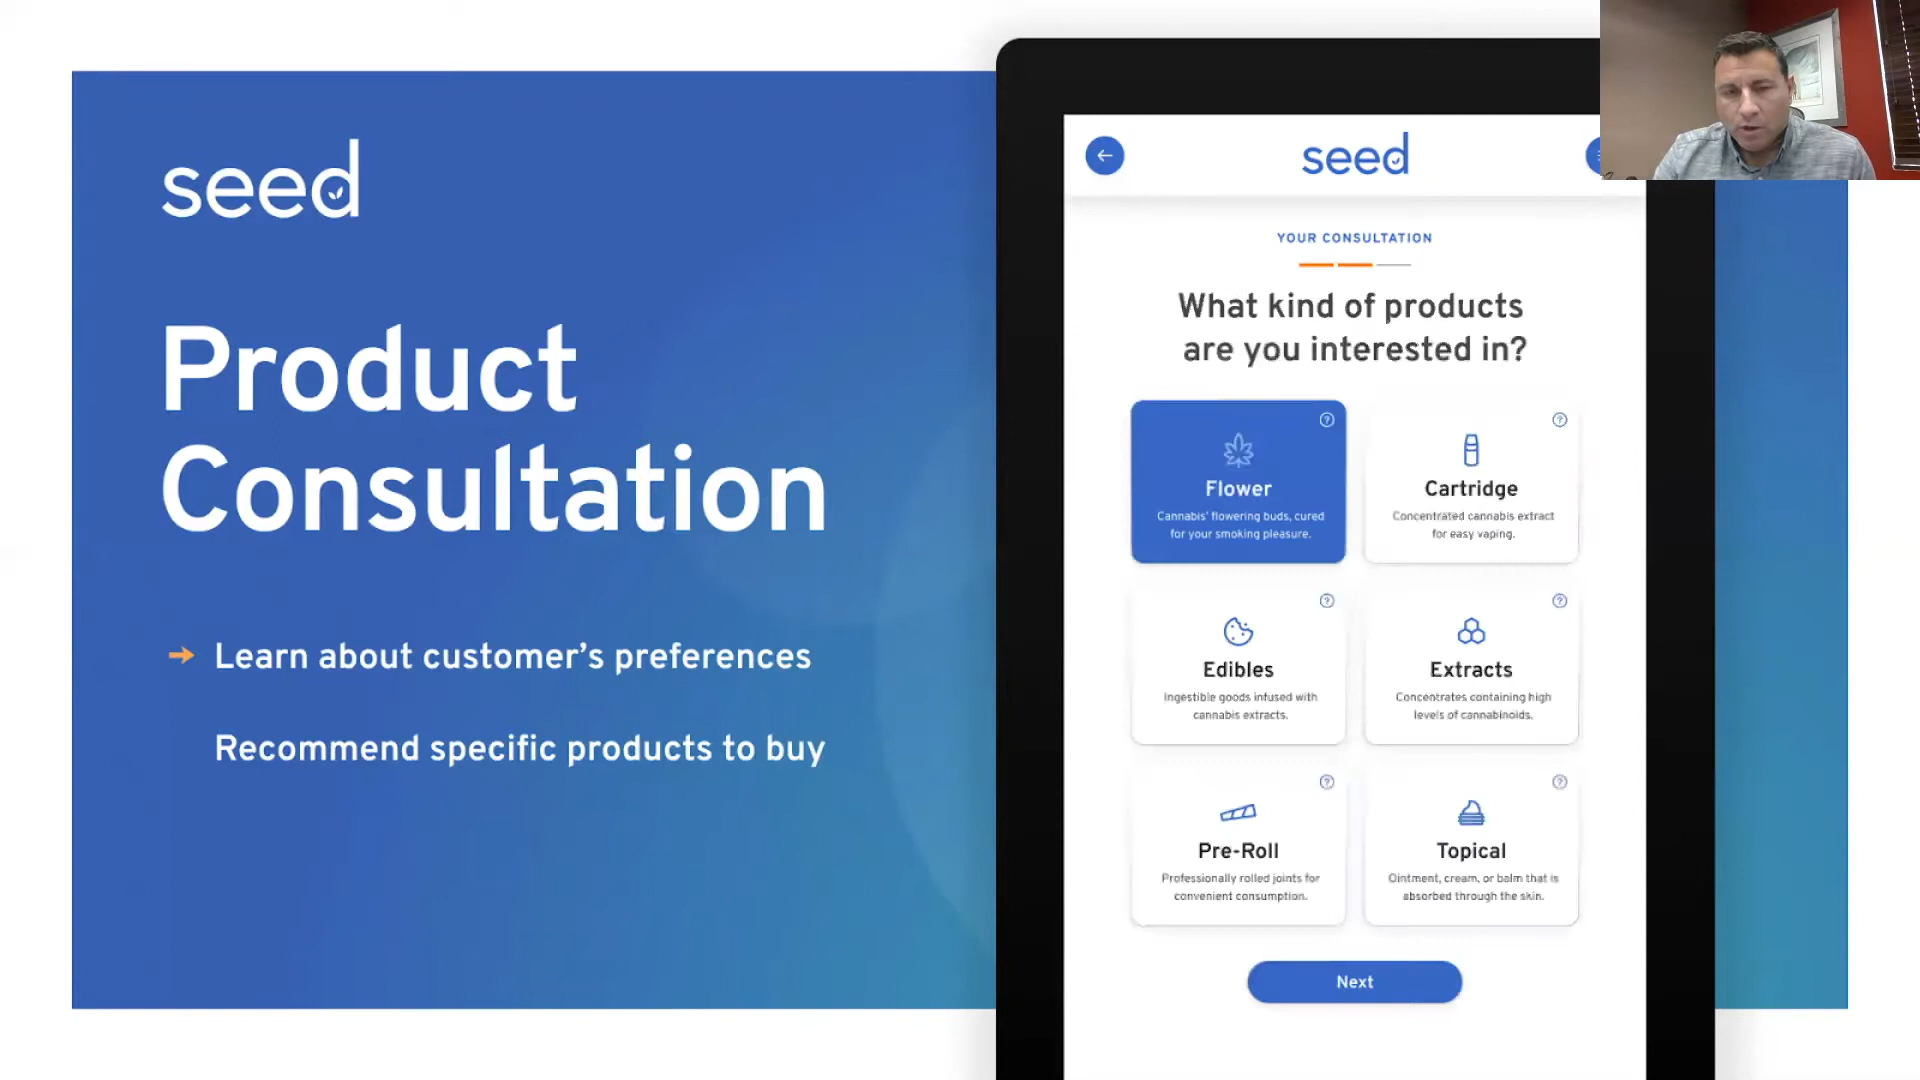 seed
Product
Consultation
Learn about customer's preferences
Recommend specific products to buy
seed
YOUR CONSULTATION
What kind of products
are you interested in?
Flower
Cannabis' flowering buds, cured
for your smoking pleasure.
Cartridge
Concentrated cannabis extract
for easy vaping.
Edibles
Ingestible goods infused with
cannabis extracts.
Extracts
Concentrates containing high
levels of cannabinoids.
Pre-Roll
Professionally rolled joints for
convenient consumption.
Topical
Ointment, cream, or balm that is
absorbed through the skin.
Next